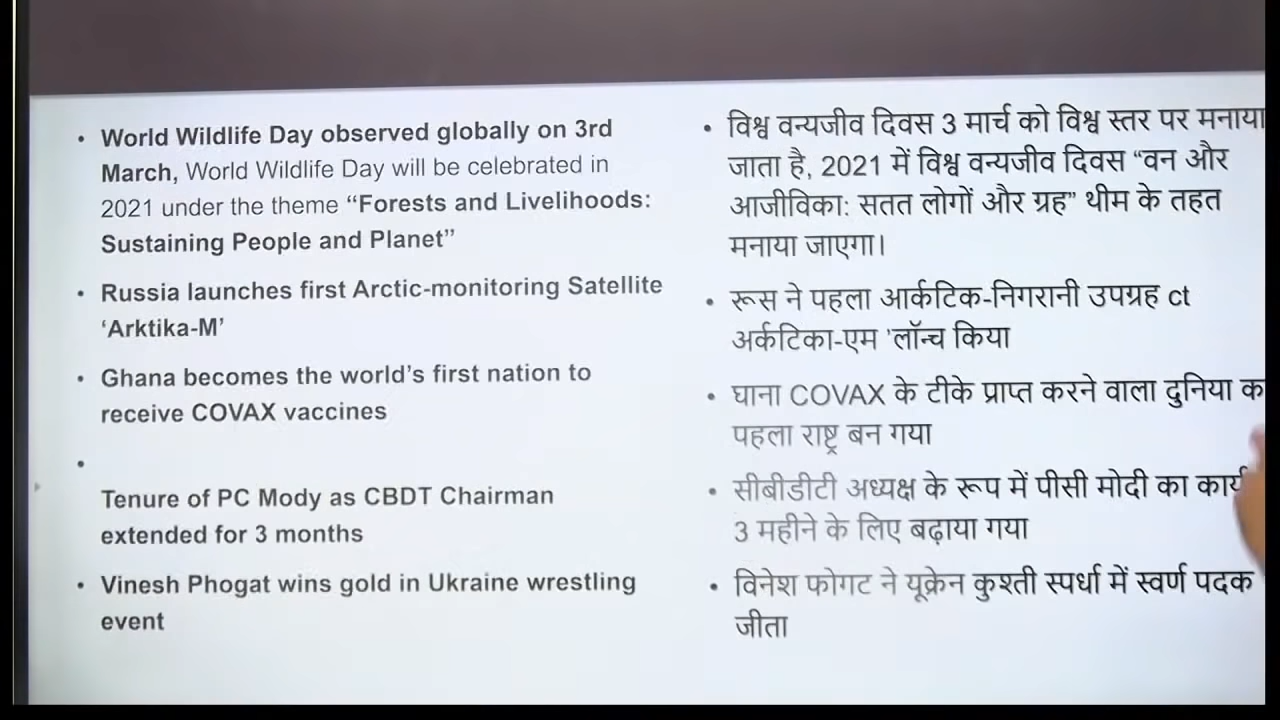 • World Wildlife Day observed globally on 3rd
March, World Wildlife Day will be celebrated in
2021 under the theme “Forests and Livelihoods:
Sustaining People and Planet”
• Russia launches first Arctic-monitoring Satellite
‘Arktika-M’
• Ghana becomes the world’s first nation to
receive COVAX vaccines
•
Tenure of PC Mody as CBDT Chairman
extended for 3 months
• Vinesh Phogat wins gold in Ukraine wrestling
event
• विश्व वन्यजीव दिवस 3 मार्च को विश्व स्तर पर मनाया
जाता है, 2021 में विश्व वन्यजीव दिवस “वन और
आजीविका: सतत लोगों और ग्रह” थीम के तहत
मनाया जाएगा।
• रूस ने पहला आर्कटिक-निगरानी उपग्रह ct
अर्कटिका-एम ’लॉन्च किया
• घाना COVAX के टीके प्राप्त करने वाला दुनिया
पहला राष्ट्र बन गया
• सीबीडीटी अध्यक्ष के रूप में पीसी मोदी का
3 महीने के लिए बढ़ाया गया
• विनेश फोगट ने यूक्रेन कुश्ती स्पर्धा में स्वर्ण पदक
जीता